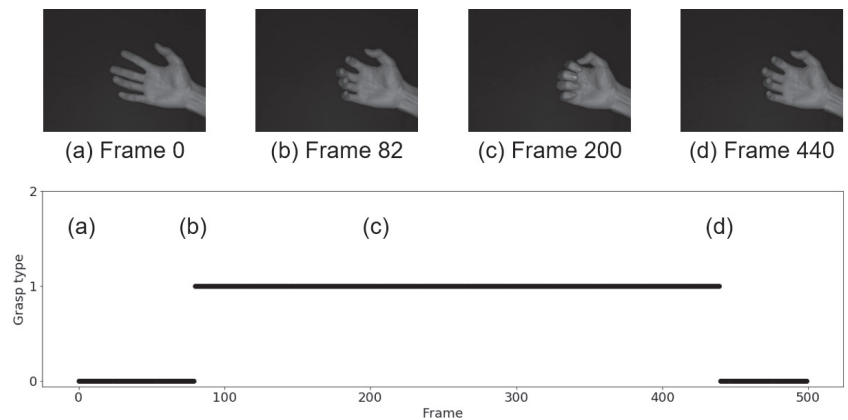 (a) Frame 0
(b) Frame 82
(c) Frame 200
(d) Frame 440
2
(a)
(b)
(c)
(d)
1
Grasp type
0
0
100
200
300
400
500
Frame